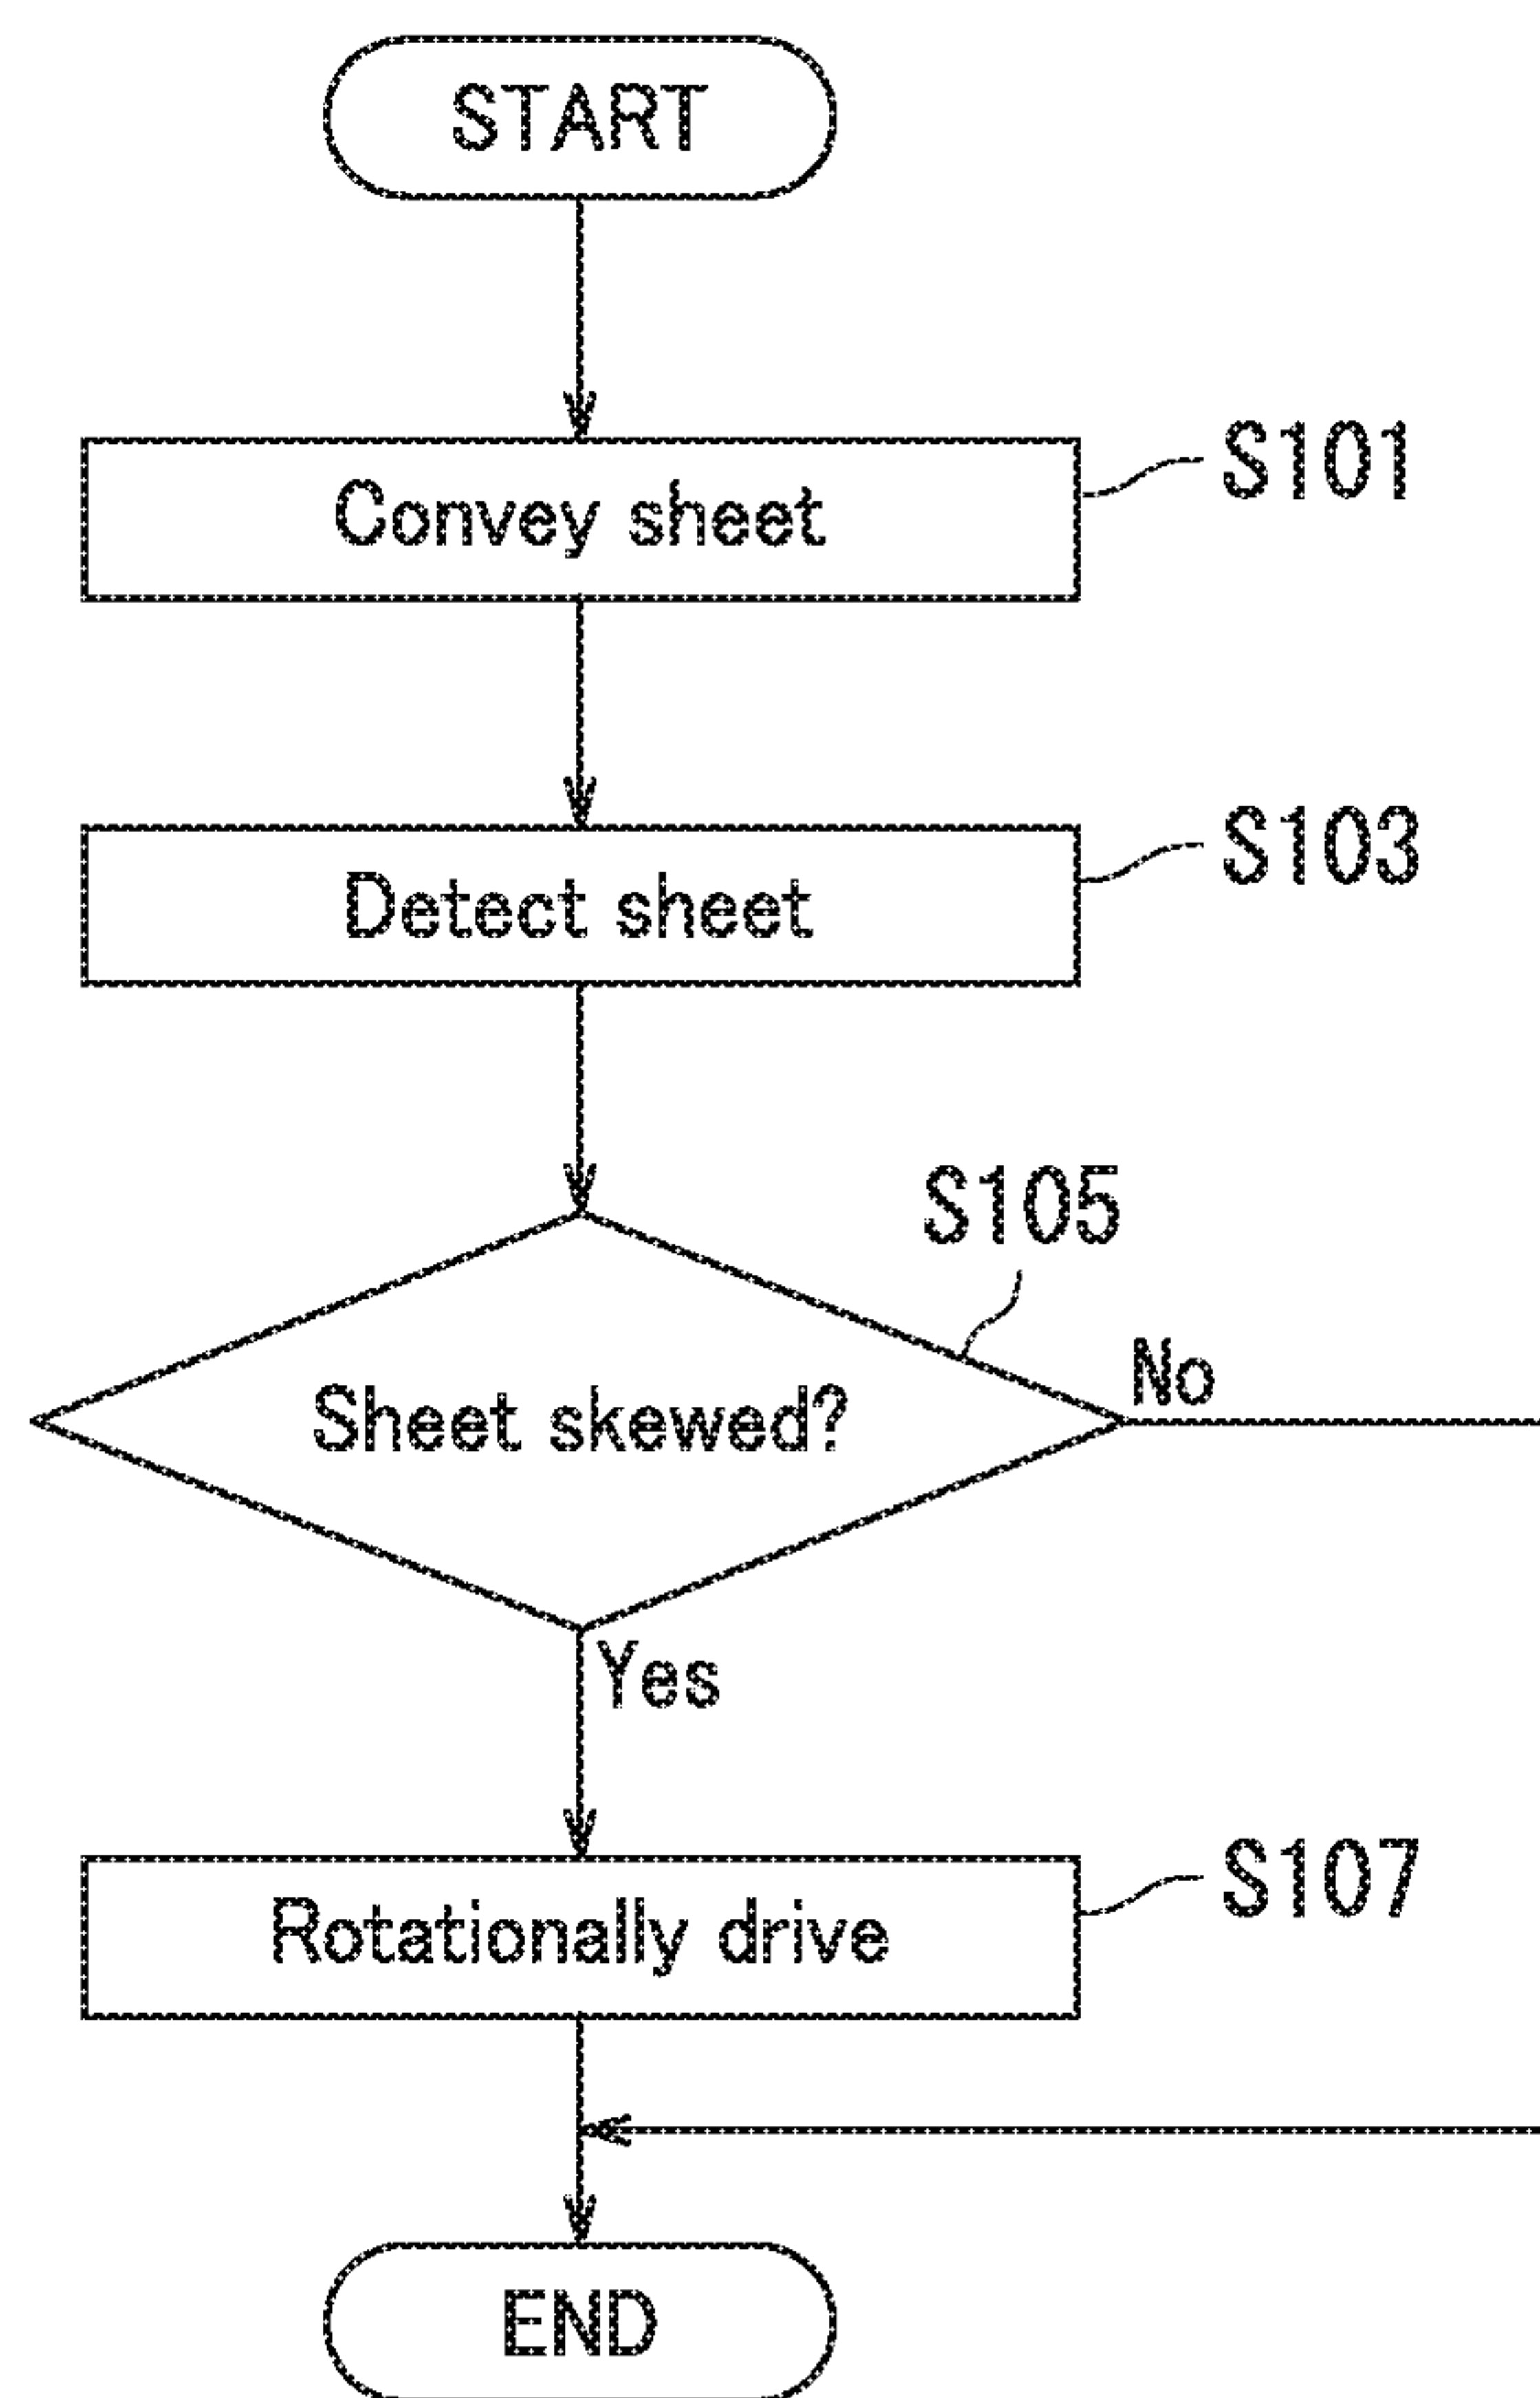 START
Convey sheet
S101
Detect sheet
S103
S105
Sheet skewed?
No
Yes
Rotationally drive
S107
END